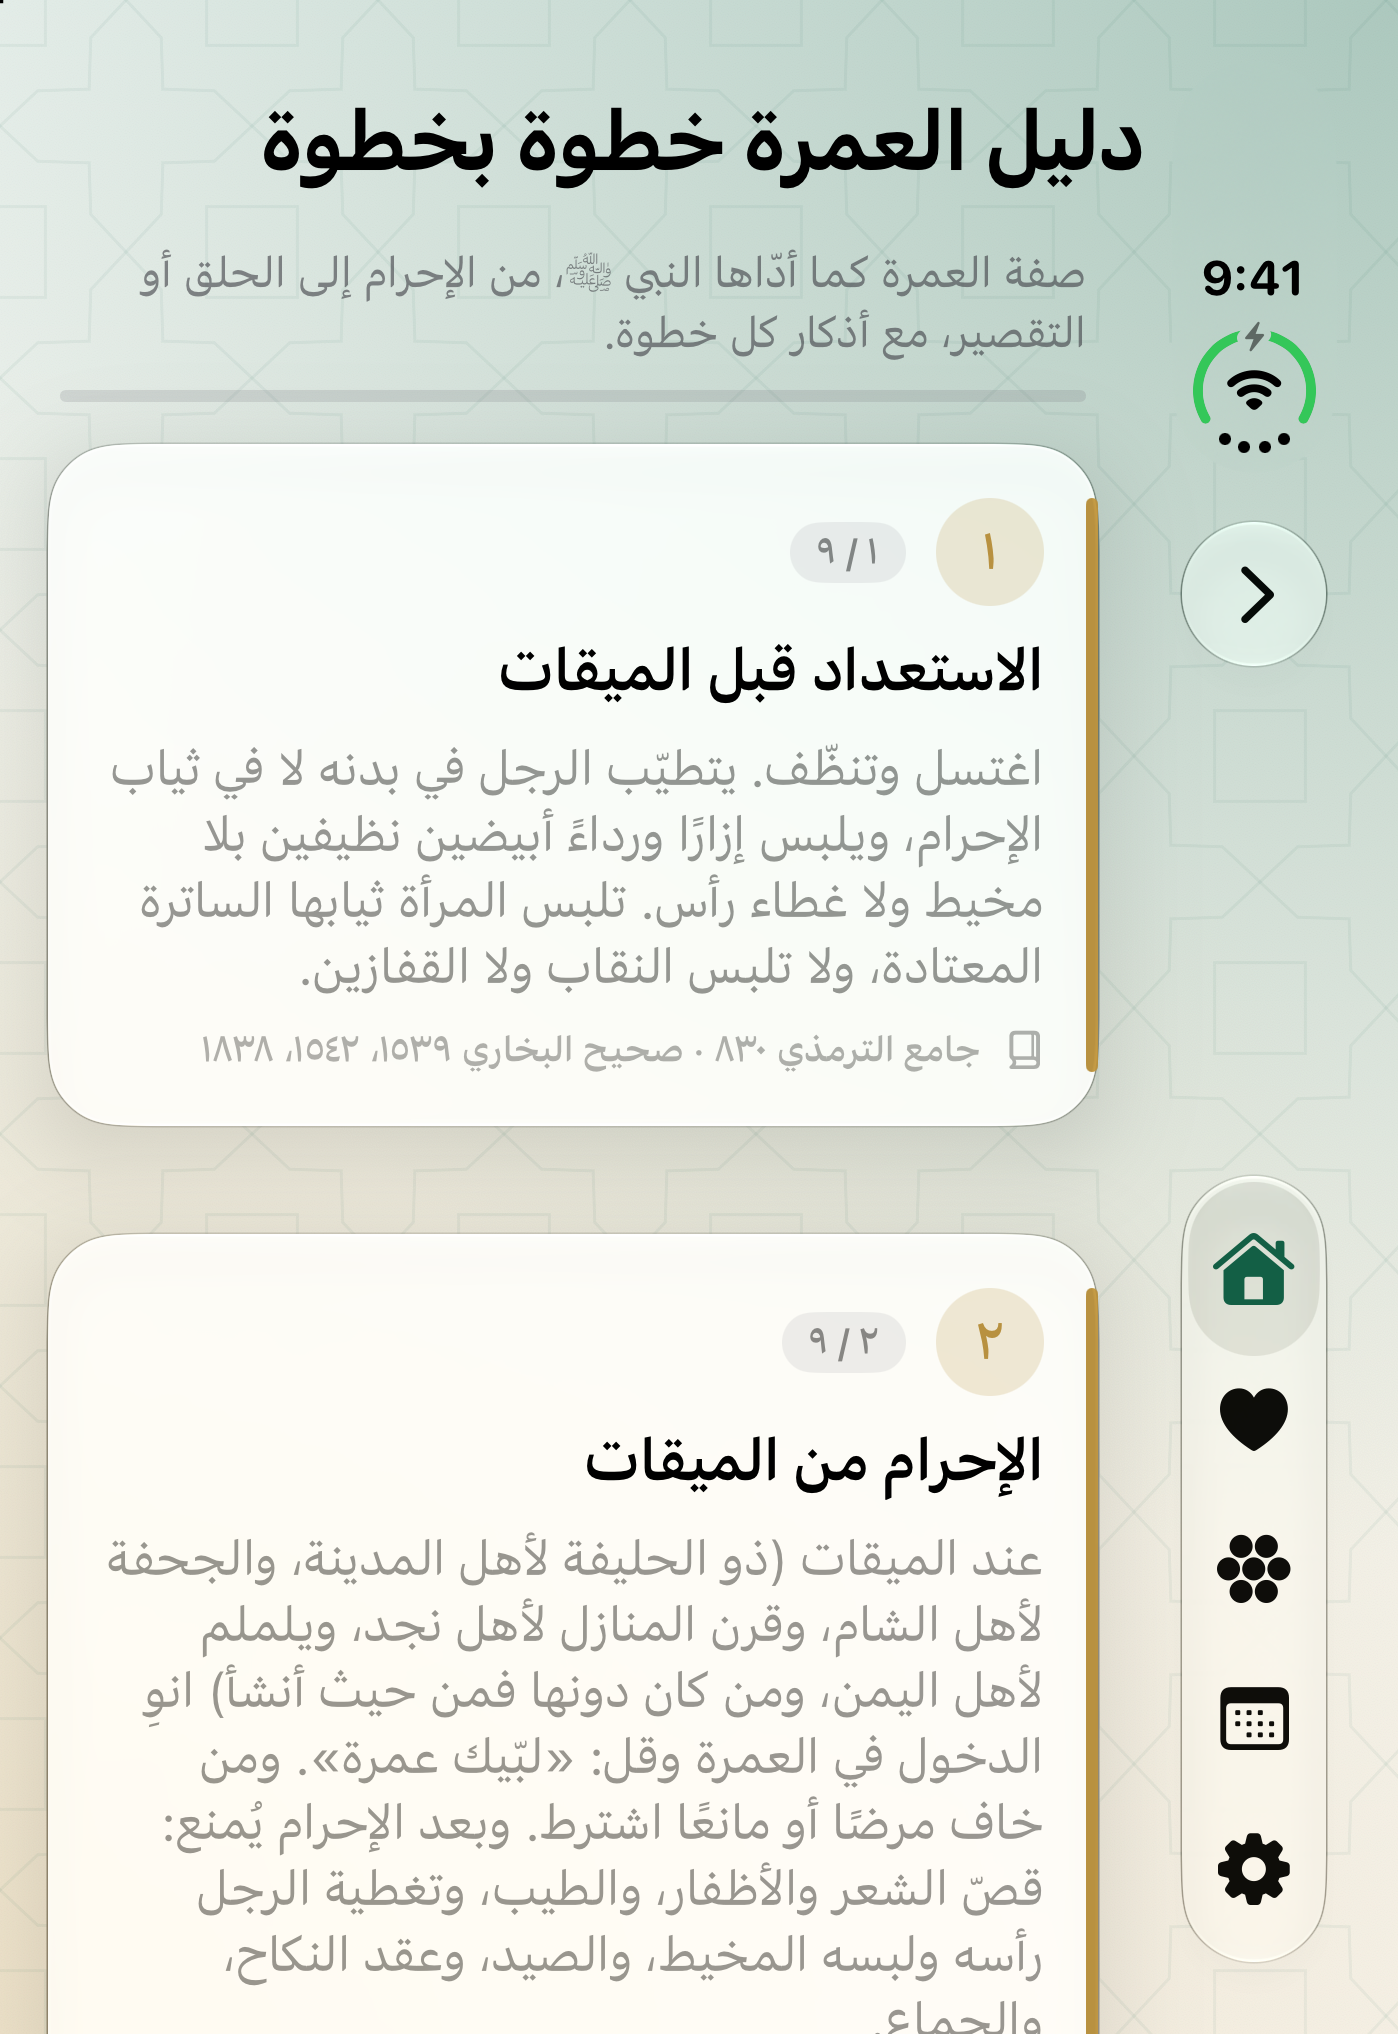 دليل العمرة خطوة بخطوة
صفة العمرة كما أدّاها النبي ﷺ، من الإحرام إلى الحلق أو
التقصير، مع أذكار كل خطوة.
9:41
١
١ / ٩
الاستعداد قبل الميقات
اغتسل وتنظّف. يتطيّب الرجل في بدنه لا في ثياب
الإحرام، ويلبس إزارًا ورداءً أبيضين نظيفين بلا
مخيط ولا غطاء رأس. تلبس المرأة ثيابها الساترة
المعتادة، ولا تلبس النقاب ولا القفازين.
جامع الترمذي ٨٣٠ · صحيح البخاري ١٥٣٩، ١٥٤٢، ١٨٣٨
٢
٢ / ٩
الإحرام من الميقات
عند الميقات (ذو الحليفة لأهل المدينة، والجحفة
لأهل الشام، وقرن المنازل لأهل نجد، ويلملم
لأهل اليمن، ومن كان دونها فمن حيث أنشأ) انوِ
الدخول في العمرة وقل: «لبّيك عمرة». ومن
خاف مرضًا أو مانعًا اشترط. وبعد الإحرام يُمنع:
قصّ الشعر والأظفار، والطيب، وتغطية الرجل
رأسه ولبسه المخيط، والصيد، وعقد النكاح،
والجماع.